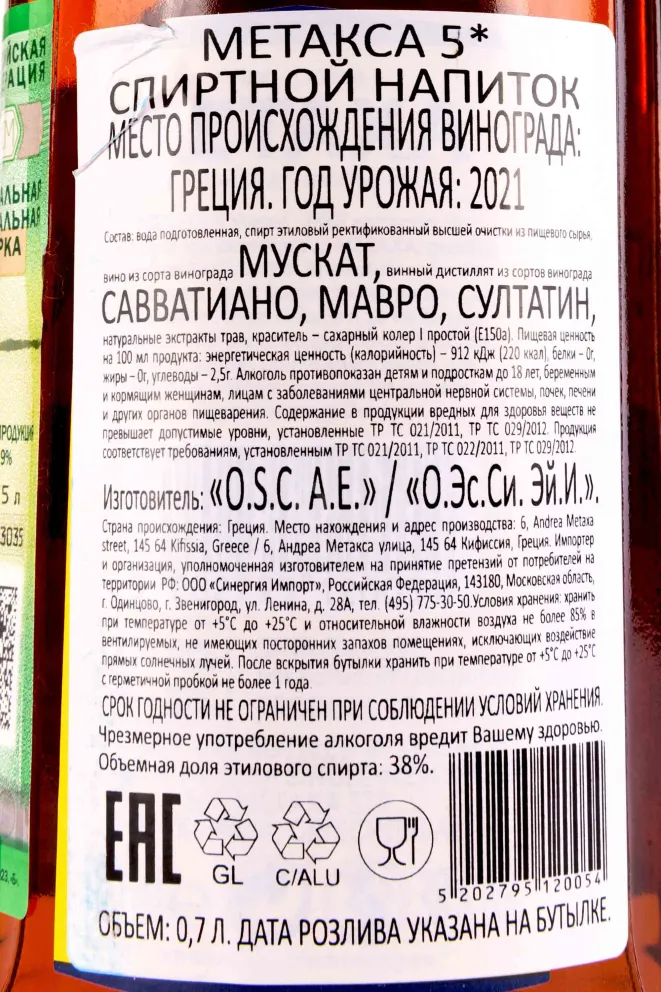 МЕТАКСА 5*
СПИРТНОЙ НАПИТОК
МЕСТО ПРОИСХОЖДЕНИЯ ВИНОГРАДА:
ГРЕЦИЯ. ГОД УРОЖАЯ: 2021
Состав: вода подготовленная, спирт этиловый ректификованный высшей очистки из пищевого сырья,
вино из сорта винограда МУСКАТ, винный дистиллят из сортов винограда
САВВАТИАНО, МАВРО, СУЛТАТИН,
натуральные экстракты трав, краситель – сахарный колер I простой (Е150а). Пищевая ценность
на 100 мл продукта: энергетическая ценность (калорийность) – 912 кДж (220 ккал), белки – 0г,
жиры – 0г, углеводы – 2,5г. Алкоголь противопоказан детям и подросткам до 18 лет, беременным
и кормящим женщинам, лицам с заболеваниями центральной нервной системы, почек, печени
и других органов пищеварения. Содержание в продукции вредных для здоровья веществ не
превышает допустимые уровни, установленные ТР ТС 021/2011, ТР ТС 029/2012. Продукция
соответствует требованиям, установленным ТР ТС 021/2011, ТР ТС 022/2011, ТР ТС 029/2012.
Изготовитель: «O.S.C. A.E.» / «О.Эс.Си. Эй.И.».
Страна происхождения: Греция. Место нахождения и адрес производства: 6, Andrea Metaxa
street, 145 64 Kifissia, Greece / 6, Андреа Метакса улица, 145 64 Кифиссия, Греция. Импортер
и организация, уполномоченная изготовителем на принятие претензий от потребителей на
территории РФ: ООО «Синергия Импорт», Российская Федерация, 143180, Московская область,
г. Одинцово, г. Звенигород, ул. Ленина, д. 28А, тел. (495) 775-30-50.Условия хранения: хранить
при температуре от +5°С до +25°С и относительной влажности воздуха не более 85% в
вентилируемых, не имеющих посторонних запахов помещениях, исключающих воздействие
прямых солнечных лучей. После вскрытия бутылки хранить при температуре от +5°С до +25°С
с герметичной пробкой не более 1 года.
СРОК ГОДНОСТИ НЕ ОГРАНИЧЕН ПРИ СОБЛЮДЕНИИ УСЛОВИЙ ХРАНЕНИЯ.
Чрезмерное употребление алкоголя вредит Вашему здоровью.
Объемная доля этилового спирта: 38%.
EAC
GL
C/ALU
5 202795 120054
ОБЪЕМ: 0,7 Л. ДАТА РОЗЛИВА УКАЗАНА НА БУТЫЛКЕ.